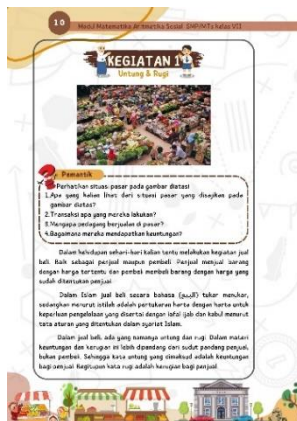 10
Modul Matematika Aritmatika Sosial SMP/MTs Kelas VII
KEGIATAN 1
Untung & Rugi
Pemantik
Perhatikan situasi pasar pada gambar diatas!
1.Apa yang kalian lihat dari situasi pasar yang disajikan pada
gambar diatas?
2.Transaksi apa yang mereka lakukan?
3.Mengapa pedagang berjualan di pasar?
4.Bagaimana mereka mendapatkan keuntungan?
Dalam kehidupan sehari-hari kalian tentu melakukan kegiatan jual
beli. Baik sebagai penjual maupun pembeli. Penjual menjual barang
dengan harga tertentu dan pembeli membeli barang dengan harga yang
sudah ditentukan penjual.
Dalam Islam jual beli secara bahasa (البيع) tukar menukar,
sedangkan menurut istilah adalah pertukaran harta dengan harta untuk
keperluan pengelolaan yang disertai dengan lafal ijab dan kabul menurut
tata aturan yang ditentukan dalam syariat Islam.
Dalam jual beli, ada yang namanya untung dan rugi. Dalam materi
keuntungan dan kerugian ini lebih dipandang dari sudut pandang penjual,
bukan pembeli. Sehingga kata untung yang dimaksud adalah keuntungan
bagi penjual. Begitupun kata rugi adalah kerugian bagi penjual.